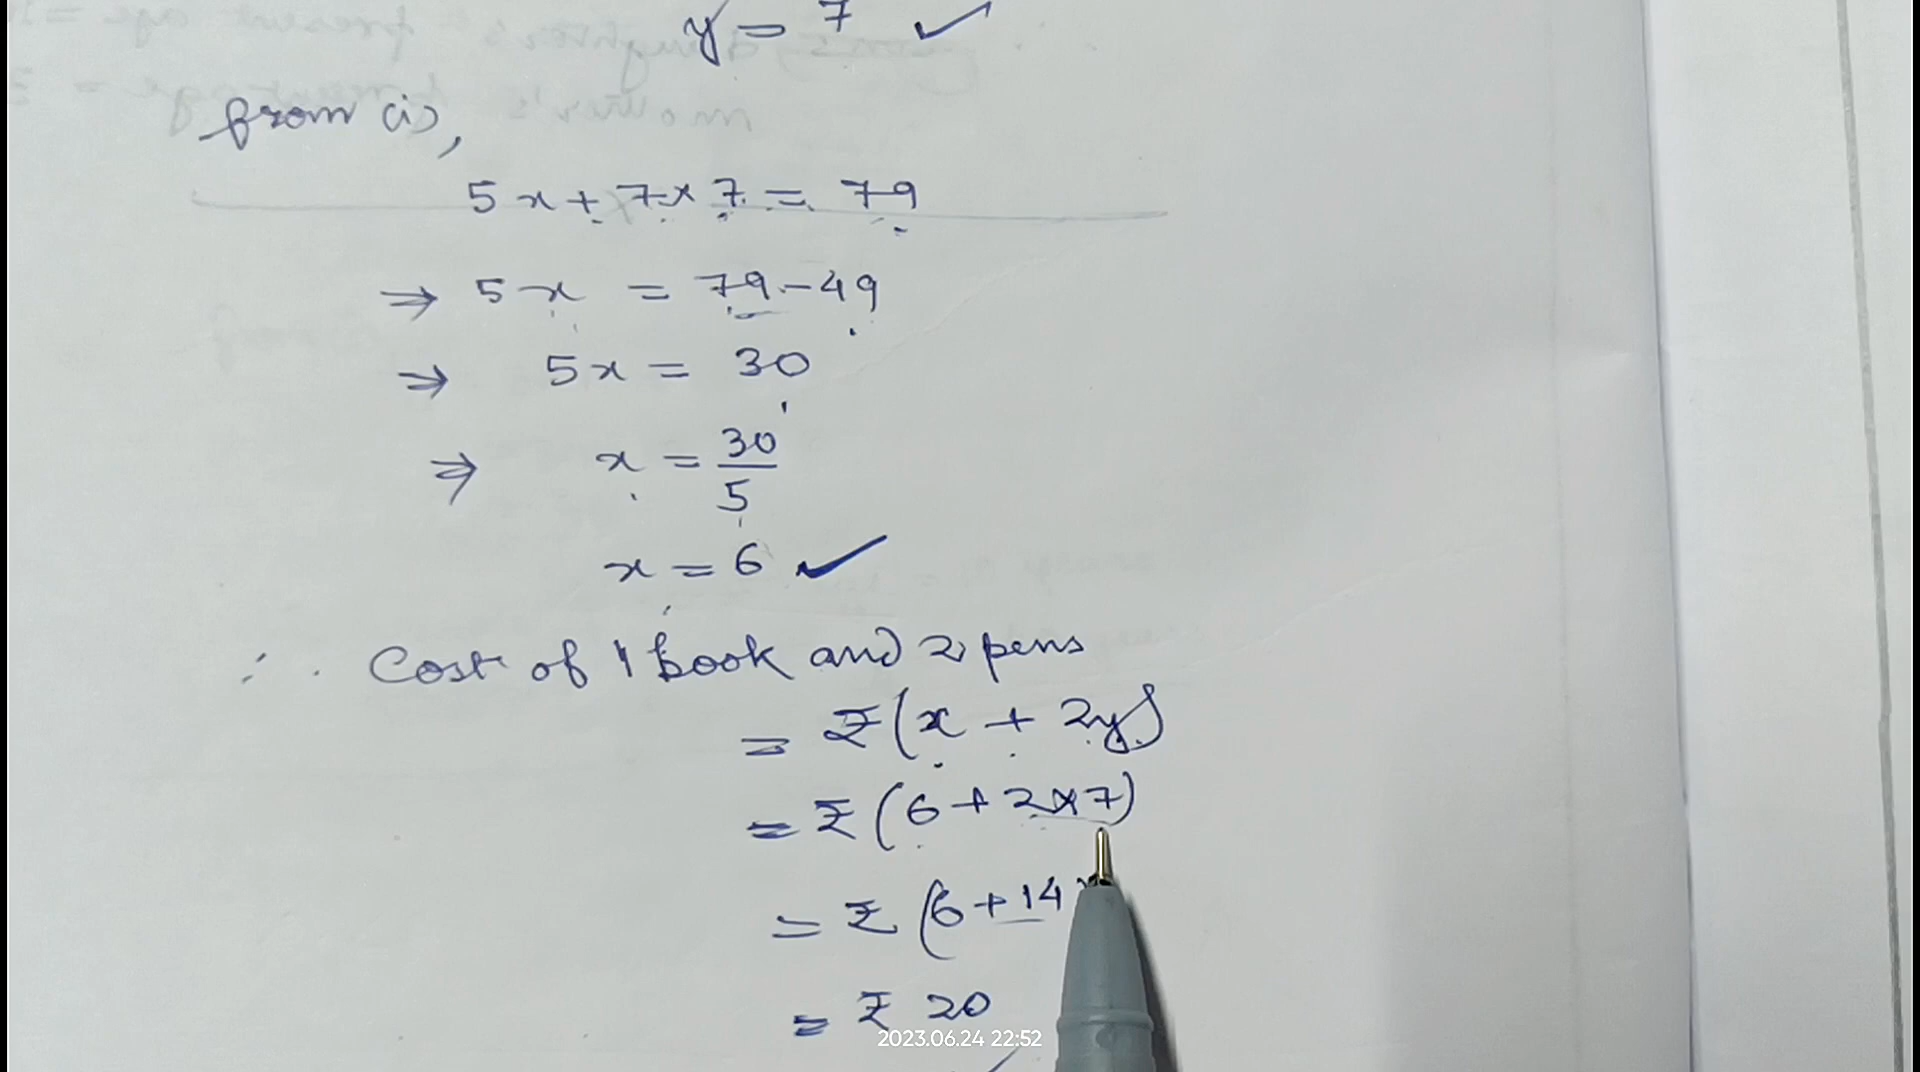 y = 7 ✓
from (i),
5x + 7 × 7 = 79
⇒ 5x = 79 - 49
⇒ 5x = 30
⇒ x = 30/5
x = 6 ✓
∴ Cost of 1 book and 2 pens
= ₹ (x + 2y)
= ₹ (6 + 2×7)
= ₹ (6 + 14
= ₹ 20
2023.06.24 22:52